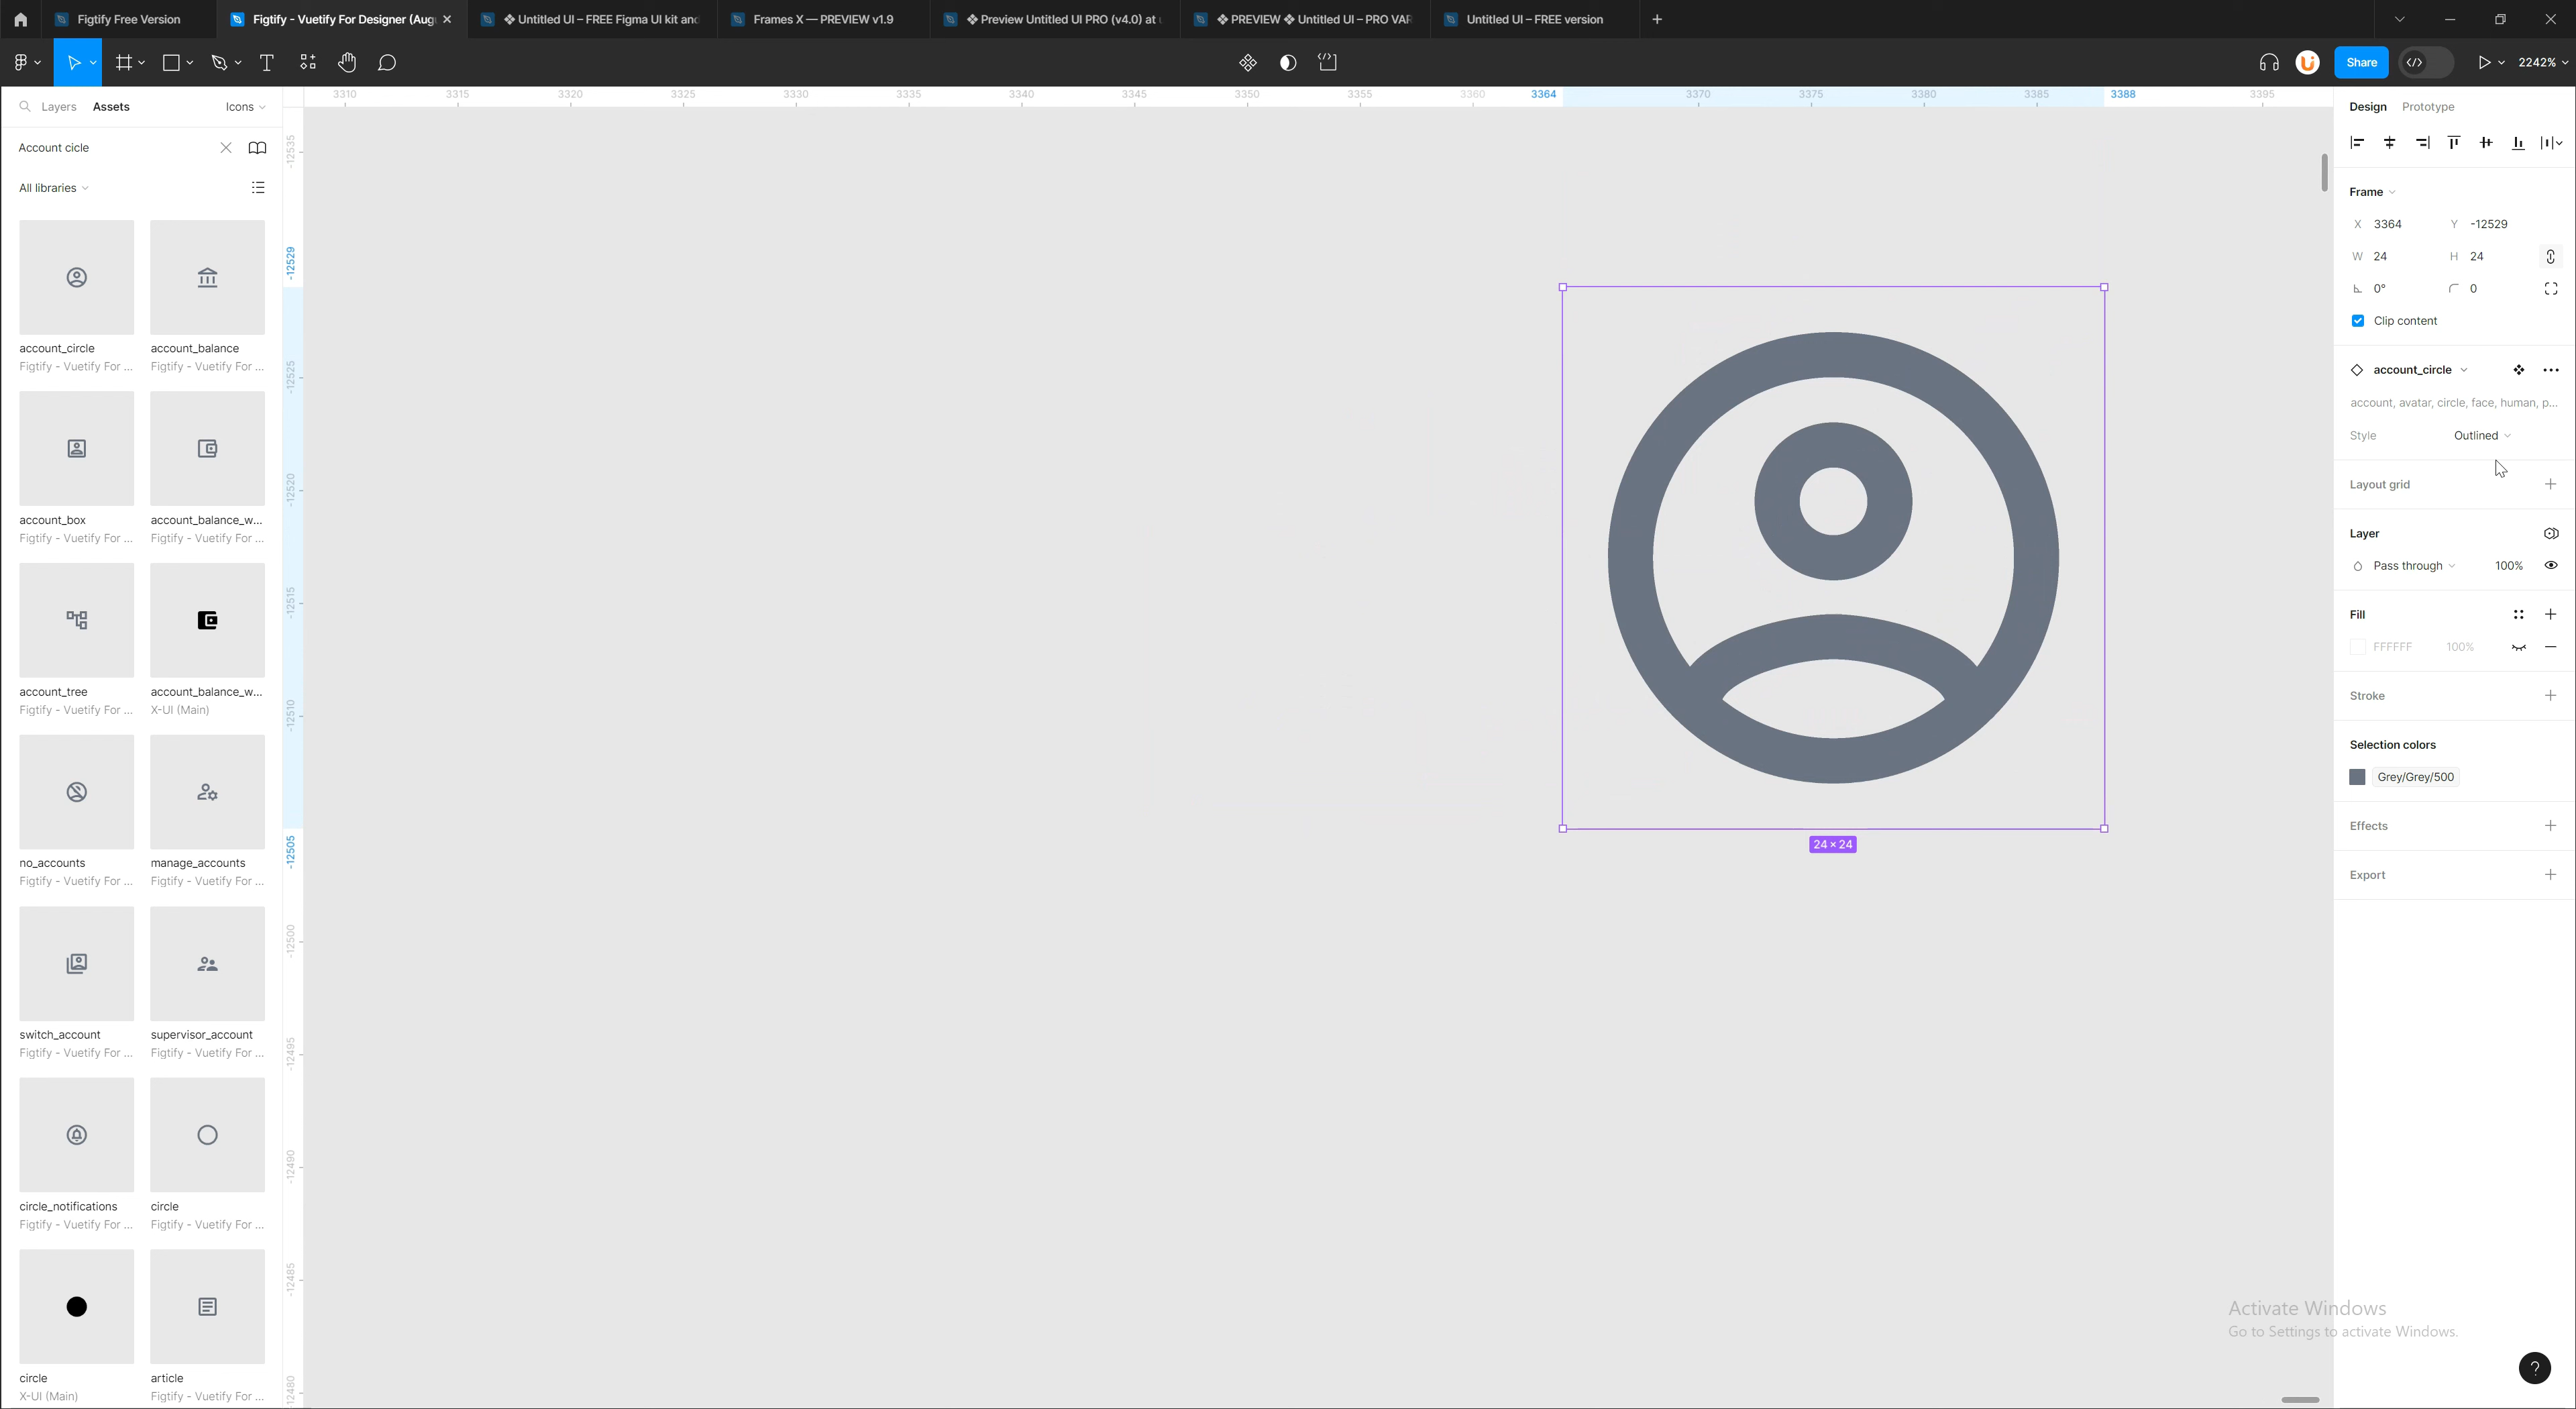 Figtify Free Version
Figtify - Vuetify For Designer (Augu
❖ Untitled UI – FREE Figma UI kit and
Frames X — PREVIEW v1.9
❖ Preview Untitled UI PRO (v4.0) at u
❖ PREVIEW ❖ Untitled UI – PRO VAR
Untitled UI – FREE version
Share
2242%
Layers
Assets
Icons
3310
3315
3320
3325
3330
3335
3340
3345
3350
3355
3360
3364
3370
3375
3380
3385
3388
3395
Design
Prototype
Account cicle
All libraries
account_circle
Figtify - Vuetify For ...
account_balance
Figtify - Vuetify For ...
account_box
Figtify - Vuetify For ...
account_balance_w...
Figtify - Vuetify For ...
account_tree
Figtify - Vuetify For ...
account_balance_w...
X-UI (Main)
no_accounts
Figtify - Vuetify For ...
manage_accounts
Figtify - Vuetify For ...
switch_account
Figtify - Vuetify For ...
supervisor_account
Figtify - Vuetify For ...
circle_notifications
Figtify - Vuetify For ...
circle
Figtify - Vuetify For ...
circle
X-UI (Main)
article
Figtify - Vuetify For ...
-12535
-12529
-12525
-12520
-12515
-12510
-12505
-12500
-12495
-12490
-12485
-12480
24 × 24
Frame
X 3364
Y -12529
W 24
H 24
0°
0
Clip content
account_circle
account, avatar, circle, face, human, p...
Style
Outlined
Layout grid
Layer
Pass through
100%
Fill
FFFFFF
100%
Stroke
Selection colors
Grey/Grey/500
Effects
Export
Activate Windows
Go to Settings to activate Windows.
?